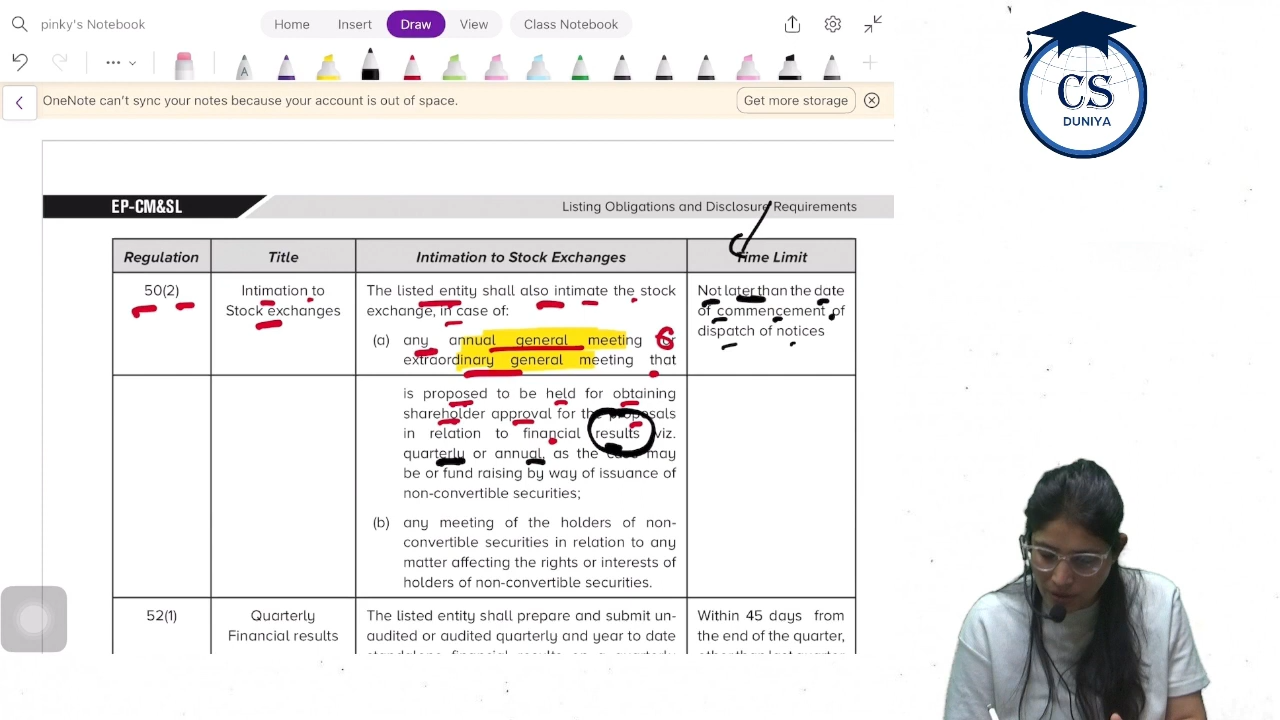 pinky's Notebook
Home Insert Draw View Class Notebook
A
OneNote can't sync your notes because your account is out of space.
Get more storage
CS
DUNIYA
EP-CM&SL
Listing Obligations and Disclosure Requirements
Regulation Title Intimation to Stock Exchanges Time Limit
50(2)
Intimation to
Stock exchanges
The listed entity shall also intimate the stock
exchange, in case of:
(a) any annual general meeting or
extraordinary general meeting that
Not later than the date
of commencement of
dispatch of notices
is proposed to be held for obtaining
shareholder approval for the proposals
in relation to financial results viz.
quarterly or annual, as the case may
be or fund raising by way of issuance of
non-convertible securities;
(b) any meeting of the holders of non-
convertible securities in relation to any
matter affecting the rights or interests of
holders of non-convertible securities.
52(1)
Quarterly
Financial results
The listed entity shall prepare and submit un-
audited or audited quarterly and year to date
Within 45 days from
the end of the quarter,